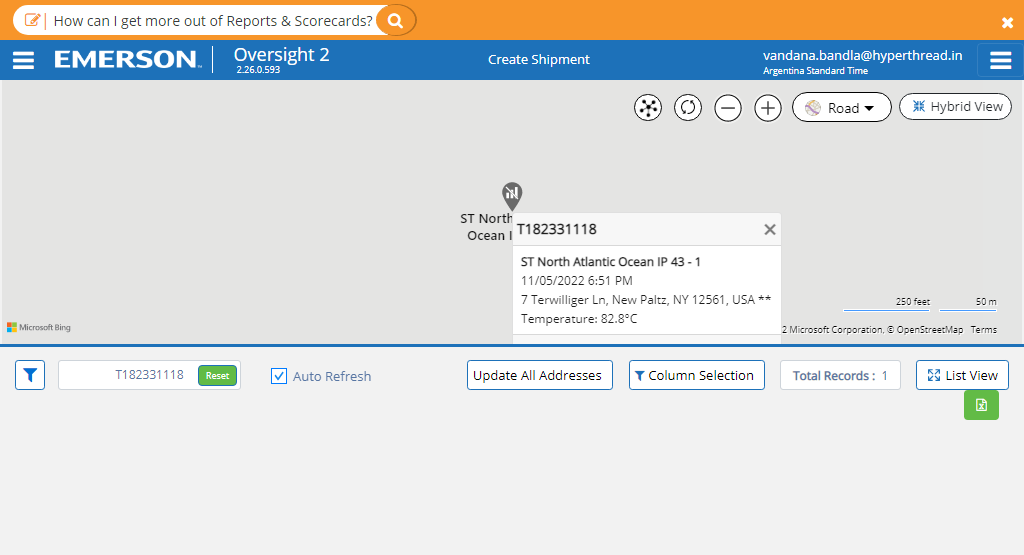 How can I get more out of Reports & Scorecards?
EMERSON™
Oversight 2
2.26.0.593
Create Shipment
vandana.bandla@hyperthread.in
Argentina Standard Time
Road
Hybrid View
ST North
Ocean I
T182331118
ST North Atlantic Ocean IP 43 - 1
11/05/2022 6:51 PM
7 Terwilliger Ln, New Paltz, NY 12561, USA **
Temperature: 82.8°C
250 feet 50 m
Microsoft Bing
2 Microsoft Corporation, © OpenStreetMap Terms
T182331118 Reset
Auto Refresh
Update All Addresses
Column Selection
Total Records : 1
List View